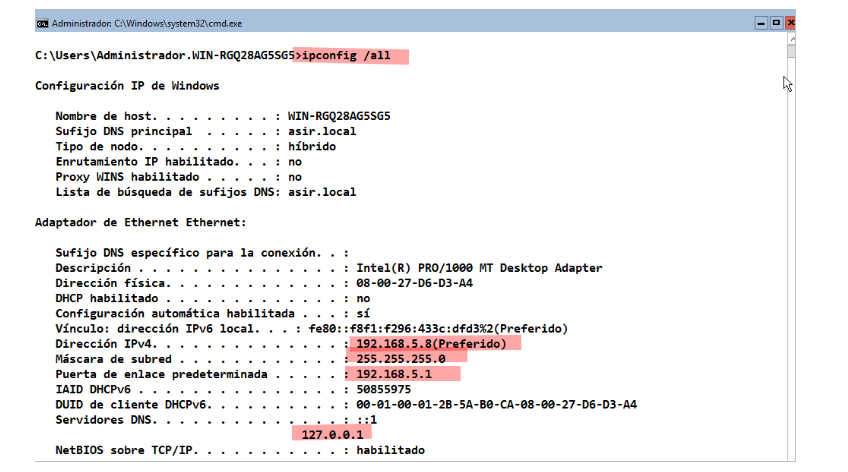 Administrador: C:\Windows\system32\cmd.exe
C:\Users\Administrador.WIN-RGQ28AG5SG5>ipconfig /all
Configuración IP de Windows
Nombre de host. . . . . . . . . : WIN-RGQ28AG5SG5
Sufijo DNS principal  . . . . . : asir.local
Tipo de nodo. . . . . . . . . . : híbrido
Enrutamiento IP habilitado. . . : no
Proxy WINS habilitado . . . . . : no
Lista de búsqueda de sufijos DNS: asir.local
Adaptador de Ethernet Ethernet:
Sufijo DNS específico para la conexión. . :
Descripción . . . . . . . . . . . . . . . : Intel(R) PRO/1000 MT Desktop Adapter
Dirección física. . . . . . . . . . . . . : 08-00-27-D6-D3-A4
DHCP habilitado . . . . . . . . . . . . . : no
Configuración automática habilitada . . . : sí
Vínculo: dirección IPv6 local. . . : fe80::f8f1:f296:433c:dfd3%2(Preferido)
Dirección IPv4. . . . . . . . . . . . . . : 192.168.5.8(Preferido)
Máscara de subred . . . . . . . . . . . . : 255.255.255.0
Puerta de enlace predeterminada . . . . . : 192.168.5.1
IAID DHCPv6 . . . . . . . . . . . . . . . : 50855975
DUID de cliente DHCPv6. . . . . . . . . . : 00-01-00-01-2B-5A-B0-CA-08-00-27-D6-D3-A4
Servidores DNS. . . . . . . . . . . . . . : ::1
127.0.0.1
NetBIOS sobre TCP/IP. . . . . . . . . . . : habilitado